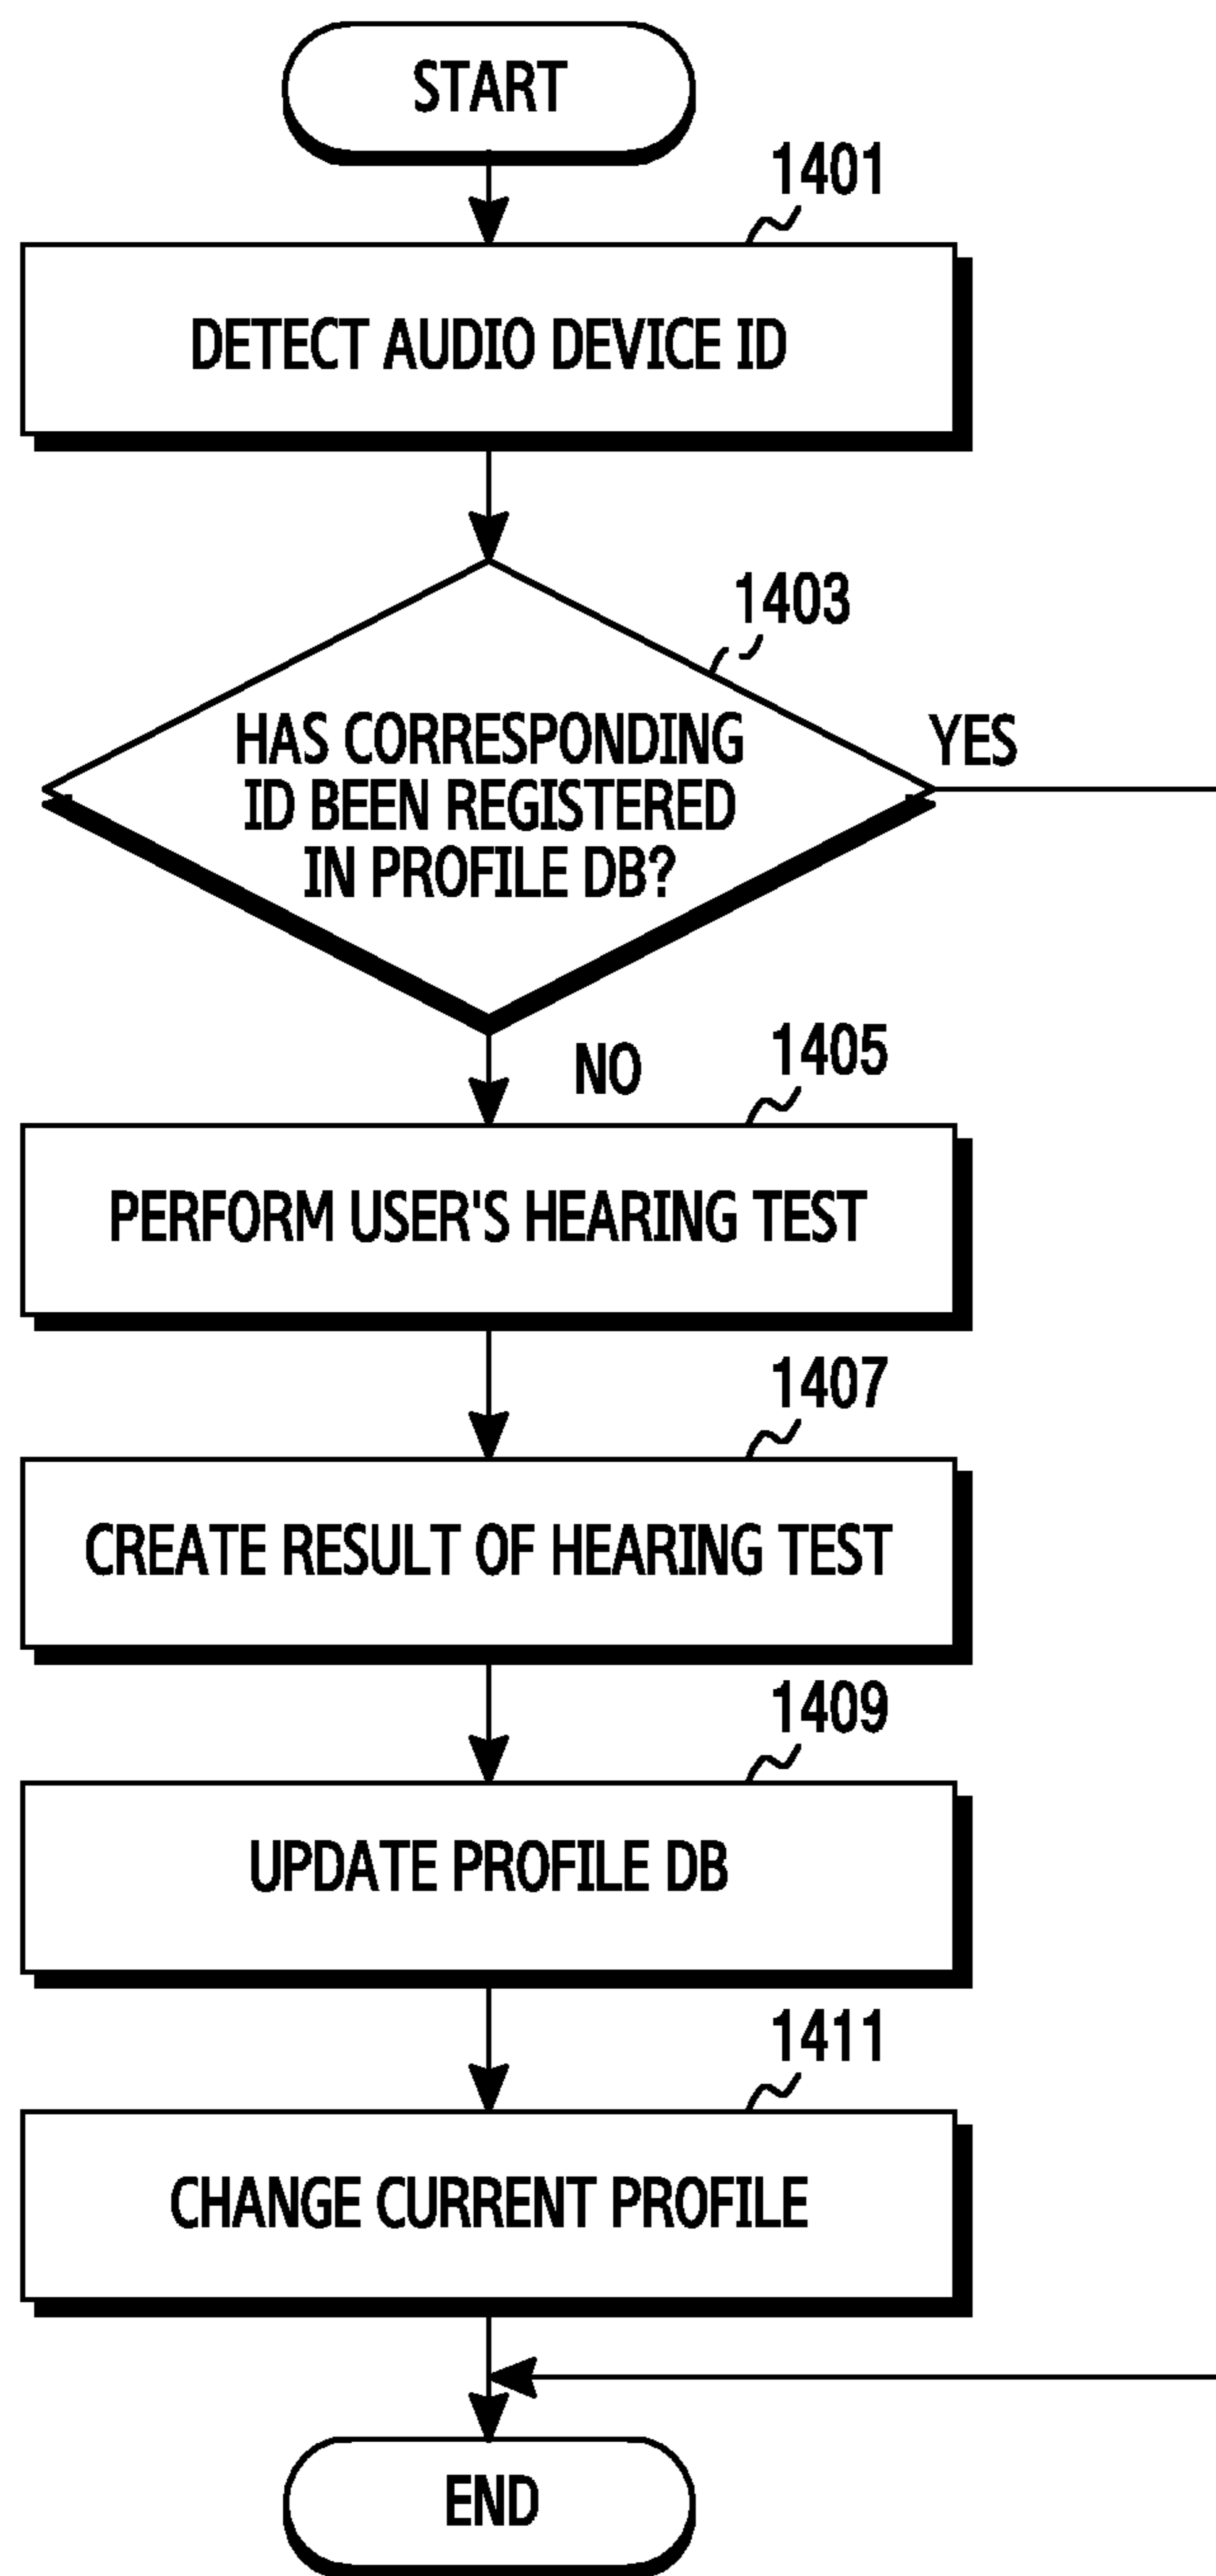 START
1401
DETECT AUDIO DEVICE ID
1403
HAS CORRESPONDING
ID BEEN REGISTERED
IN PROFILE DB?
YES
NO
1405
PERFORM USER'S HEARING TEST
1407
CREATE RESULT OF HEARING TEST
1409
UPDATE PROFILE DB
1411
CHANGE CURRENT PROFILE
END